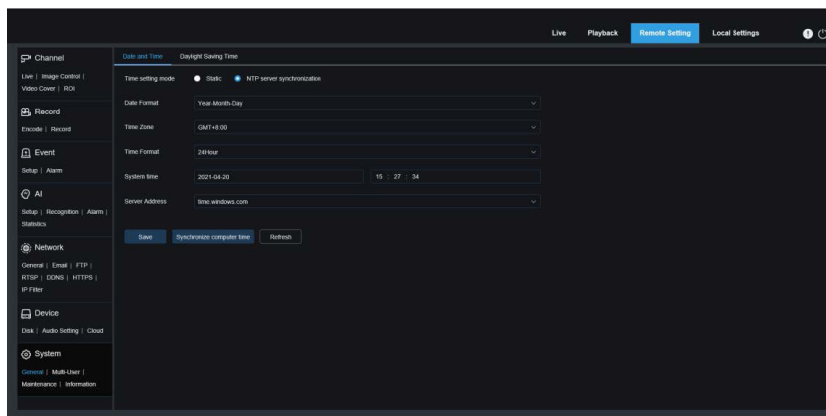 Live Playback Remote Setting Local Settings
Channel
Live | Image Control |
Video Cover | ROI
Record
Encode | Record
Event
Setup | Alarm
AI
Setup | Recognition | Alarm |
Statistics
Network
General | Email | FTP |
RTSP | DDNS | HTTPS |
IP Filter
Device
Disk | Audio Setting | Cloud
System
General | Multi-User |
Maintenance | Information
Date and Time Daylight Saving Time
Time setting mode Static NTP server synchronization
Date Format Year-Month-Day
Time Zone GMT+8:00
Time Format 24Hour
System time 2021-04-20 15 : 27 : 34
Server Address time.windows.com
Save Synchronize computer time Refresh